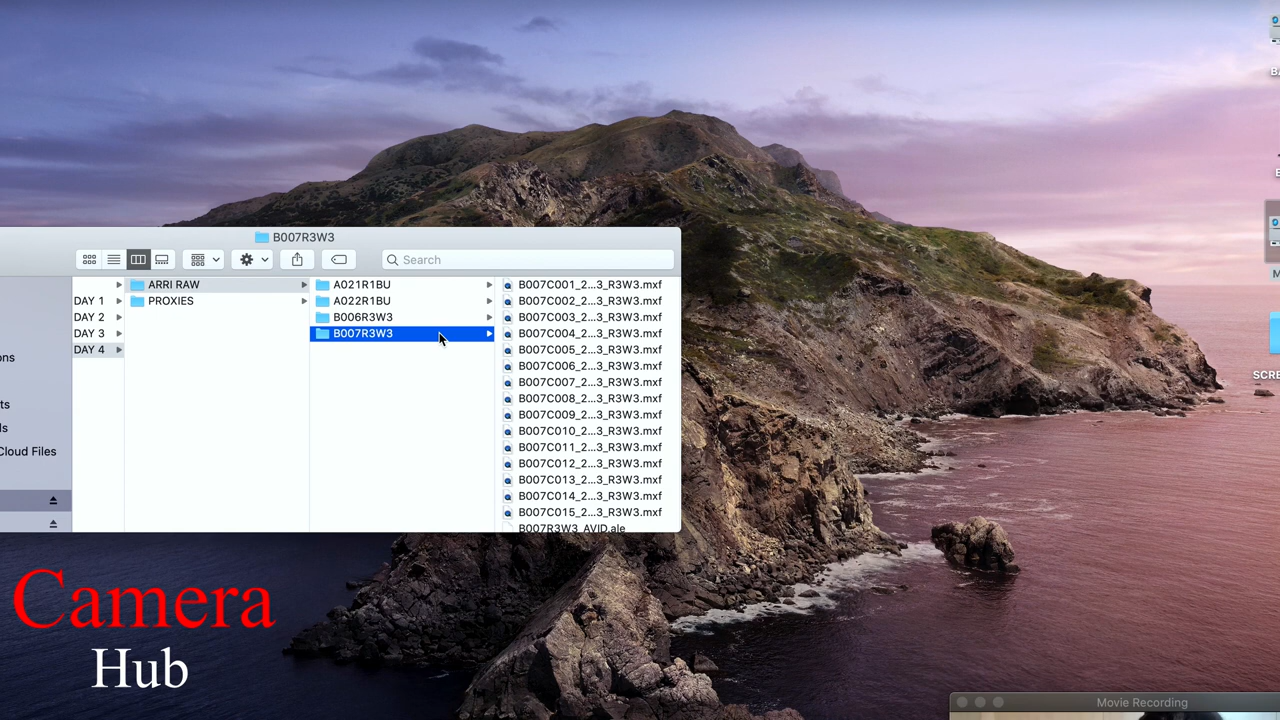 B007R3W3
Search
ARRI RAW
PROXIES
DAY 1
DAY 2
DAY 3
DAY 4
A021R1BU
A022R1BU
B006R3W3
B007R3W3
B007C001_2...3_R3W3.mxf
B007C002_2...3_R3W3.mxf
B007C003_2...3_R3W3.mxf
B007C004_2...3_R3W3.mxf
B007C005_2...3_R3W3.mxf
B007C006_2...3_R3W3.mxf
B007C007_2...3_R3W3.mxf
B007C008_2...3_R3W3.mxf
B007C009_2...3_R3W3.mxf
B007C010_2...3_R3W3.mxf
B007C011_2...3_R3W3.mxf
B007C012_2...3_R3W3.mxf
B007C013_2...3_R3W3.mxf
B007C014_2...3_R3W3.mxf
B007C015_2...3_R3W3.mxf
B007R3W3_AVID.ale
ons
ts
ls
Cloud Files
SCRE
Camera
Hub
Movie Recording